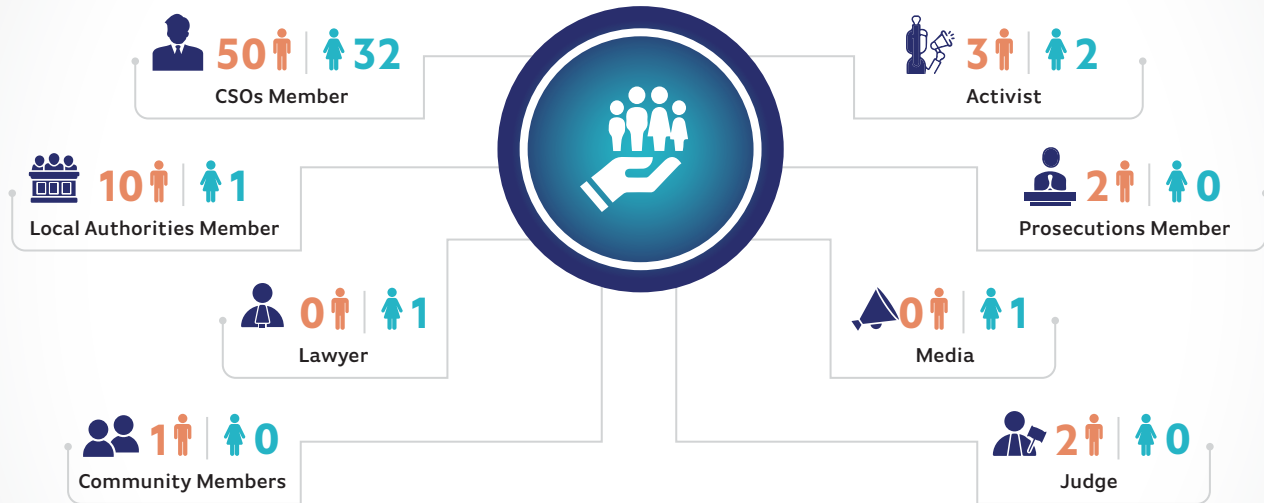 50 32
CSOs Member
3 2
Activist
10 1
Local Authorities Member
2 0
Prosecutions Member
0 1
Lawyer
0 1
Media
1 0
Community Members
2 0
Judge